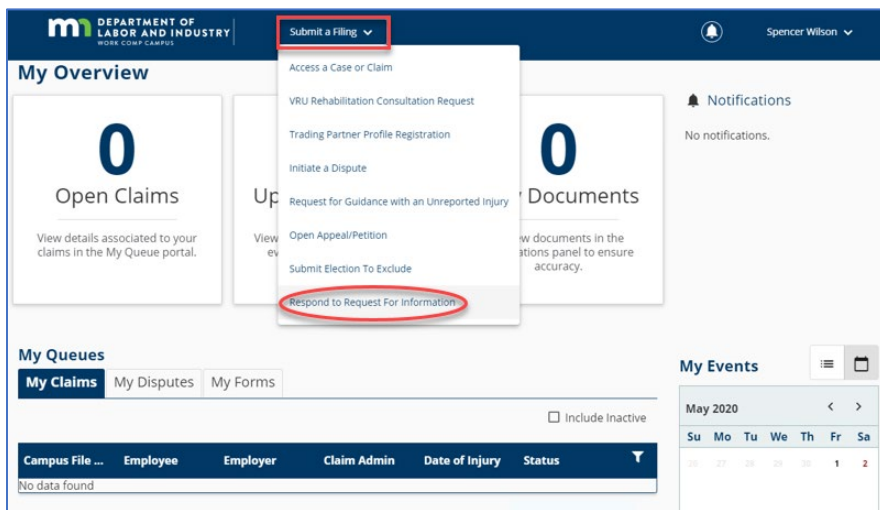 DEPARTMENT OF
LABOR AND INDUSTRY
WORK COMP CAMPUS
Submit a Filing
Spencer Wilson
My Overview
Access a Case or Claim
VRU Rehabilitation Consultation Request
Trading Partner Profile Registration
Initiate a Dispute
Request for Guidance with an Unreported Injury
Open Appeal/Petition
Submit Election To Exclude
Respond to Request For Information
0
Open Claims
View details associated to your
claims in the My Queue portal.
Up
View
ev
0
Documents
w documents in the
ations panel to ensure
accuracy.
Notifications
No notifications.
My Queues
My Claims My Disputes My Forms
Include Inactive
Campus File ... Employee Employer Claim Admin Date of Injury Status
No data found
My Events
May 2020 < >
Su Mo Tu We Th Fr Sa
26 27 28 29 30 1 2